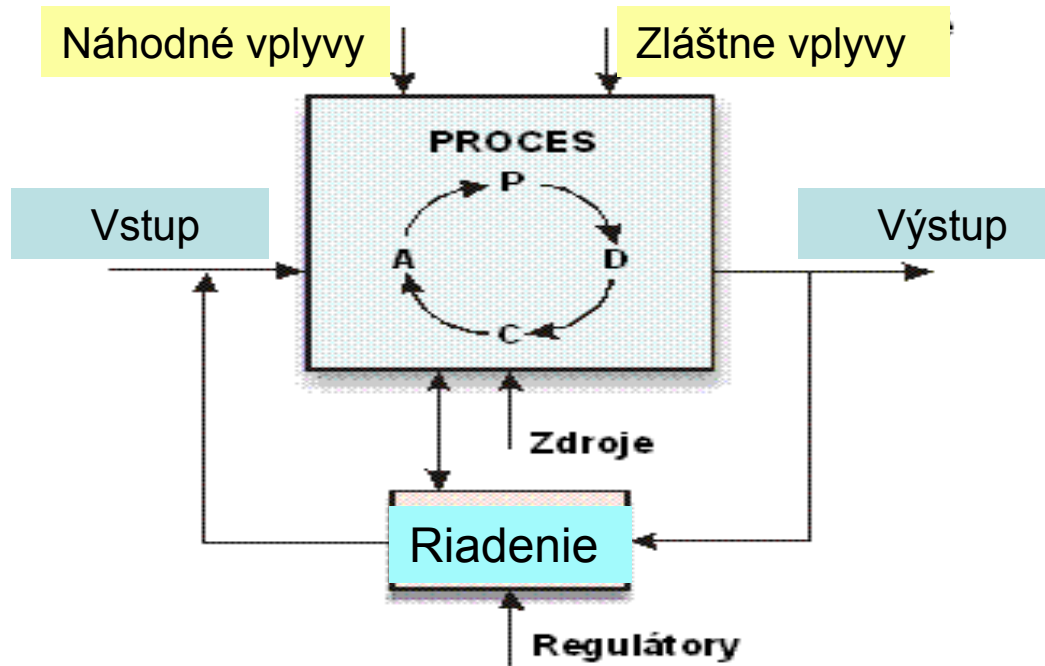 Náhodné vplyvy
Zláštne vplyvy
PROCES
P
Vstup
Výstup
A
D
C
Zdroje
Riadenie
Regulátory